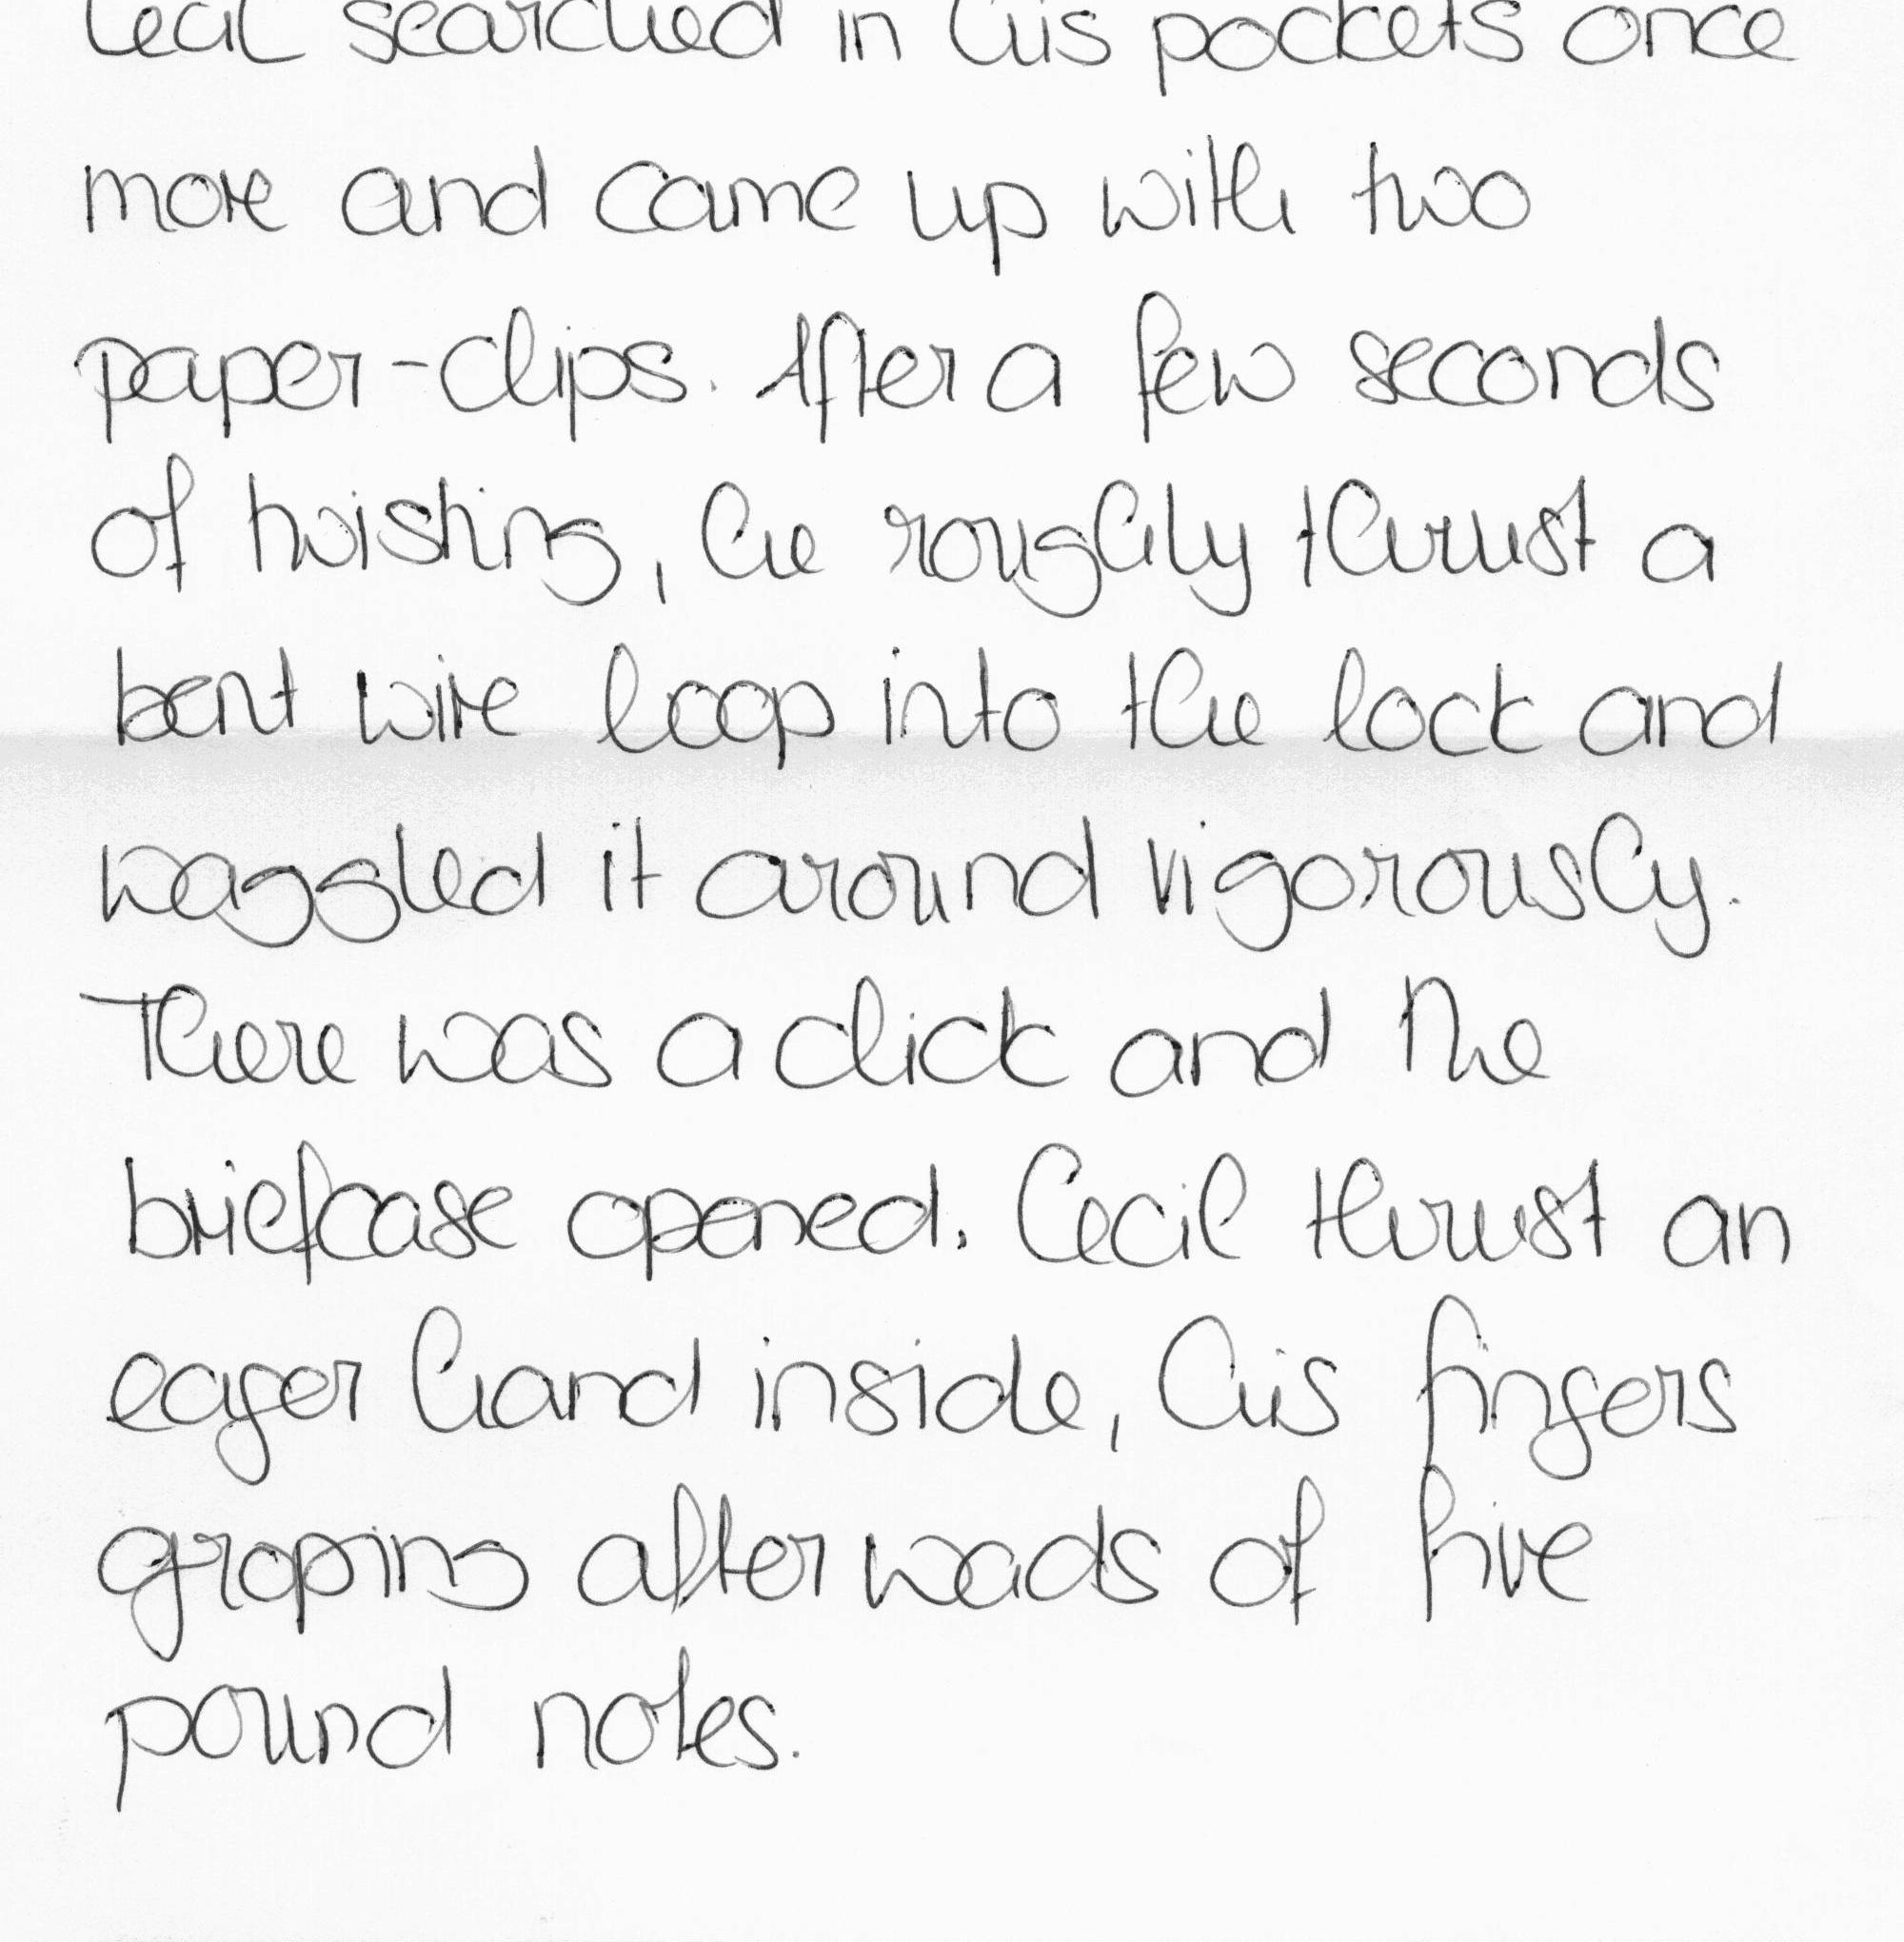 Cecil searched in his pockets once
more and came up with two
paper-clips. After a few seconds
of twisting, he roughly thrust a
bent wire loop into the lock and
waggled it around vigorously.
There was a click and the
briefcase opened. Cecil thrust an
eager hand inside, his fingers
groping after wads of five
pound notes.